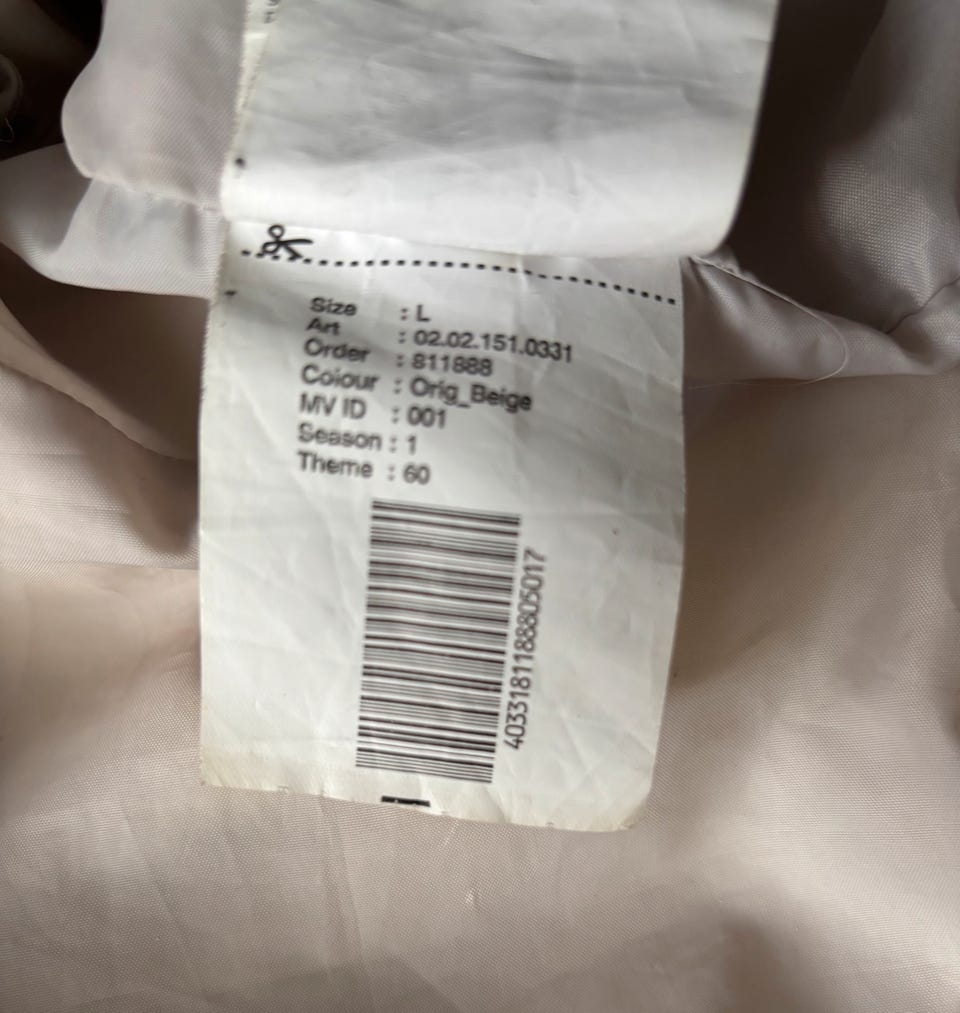 Size : L
Art : 02.02.151.0331
Order : 811888
Colour : Orig_Beige
MV ID : 001
Season : 1
Theme : 60
4033181188805017